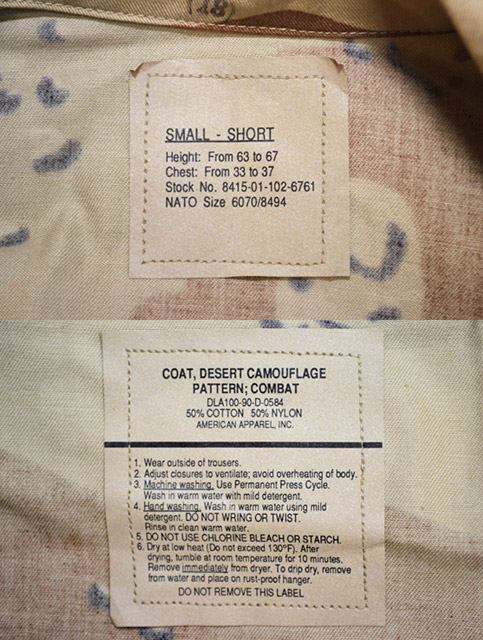 (18)
SMALL - SHORT
Height: From 63 to 67
Chest: From 33 to 37
Stock No. 8415-01-102-6761
NATO Size 6070/8494
COAT, DESERT CAMOUFLAGE
PATTERN; COMBAT
DLA100-90-D-0584
50% COTTON 50% NYLON
AMERICAN APPAREL, INC.
1. Wear outside of trousers.
2. Adjust closures to ventilate; avoid overheating of body.
3. Machine washing. Use Permanent Press Cycle.
Wash in warm water with mild detergent.
4. Hand washing. Wash in warm water using mild
detergent. DO NOT WRING OR TWIST.
Rinse in clean warm water.
5. DO NOT USE CHLORINE BLEACH OR STARCH.
6. Dry at low heat (Do not exceed 130°F). After
drying, tumble at room temperature for 10 minutes.
Remove immediately from dryer. To drip dry, remove
from water and place on rust-proof hanger.
DO NOT REMOVE THIS LABEL